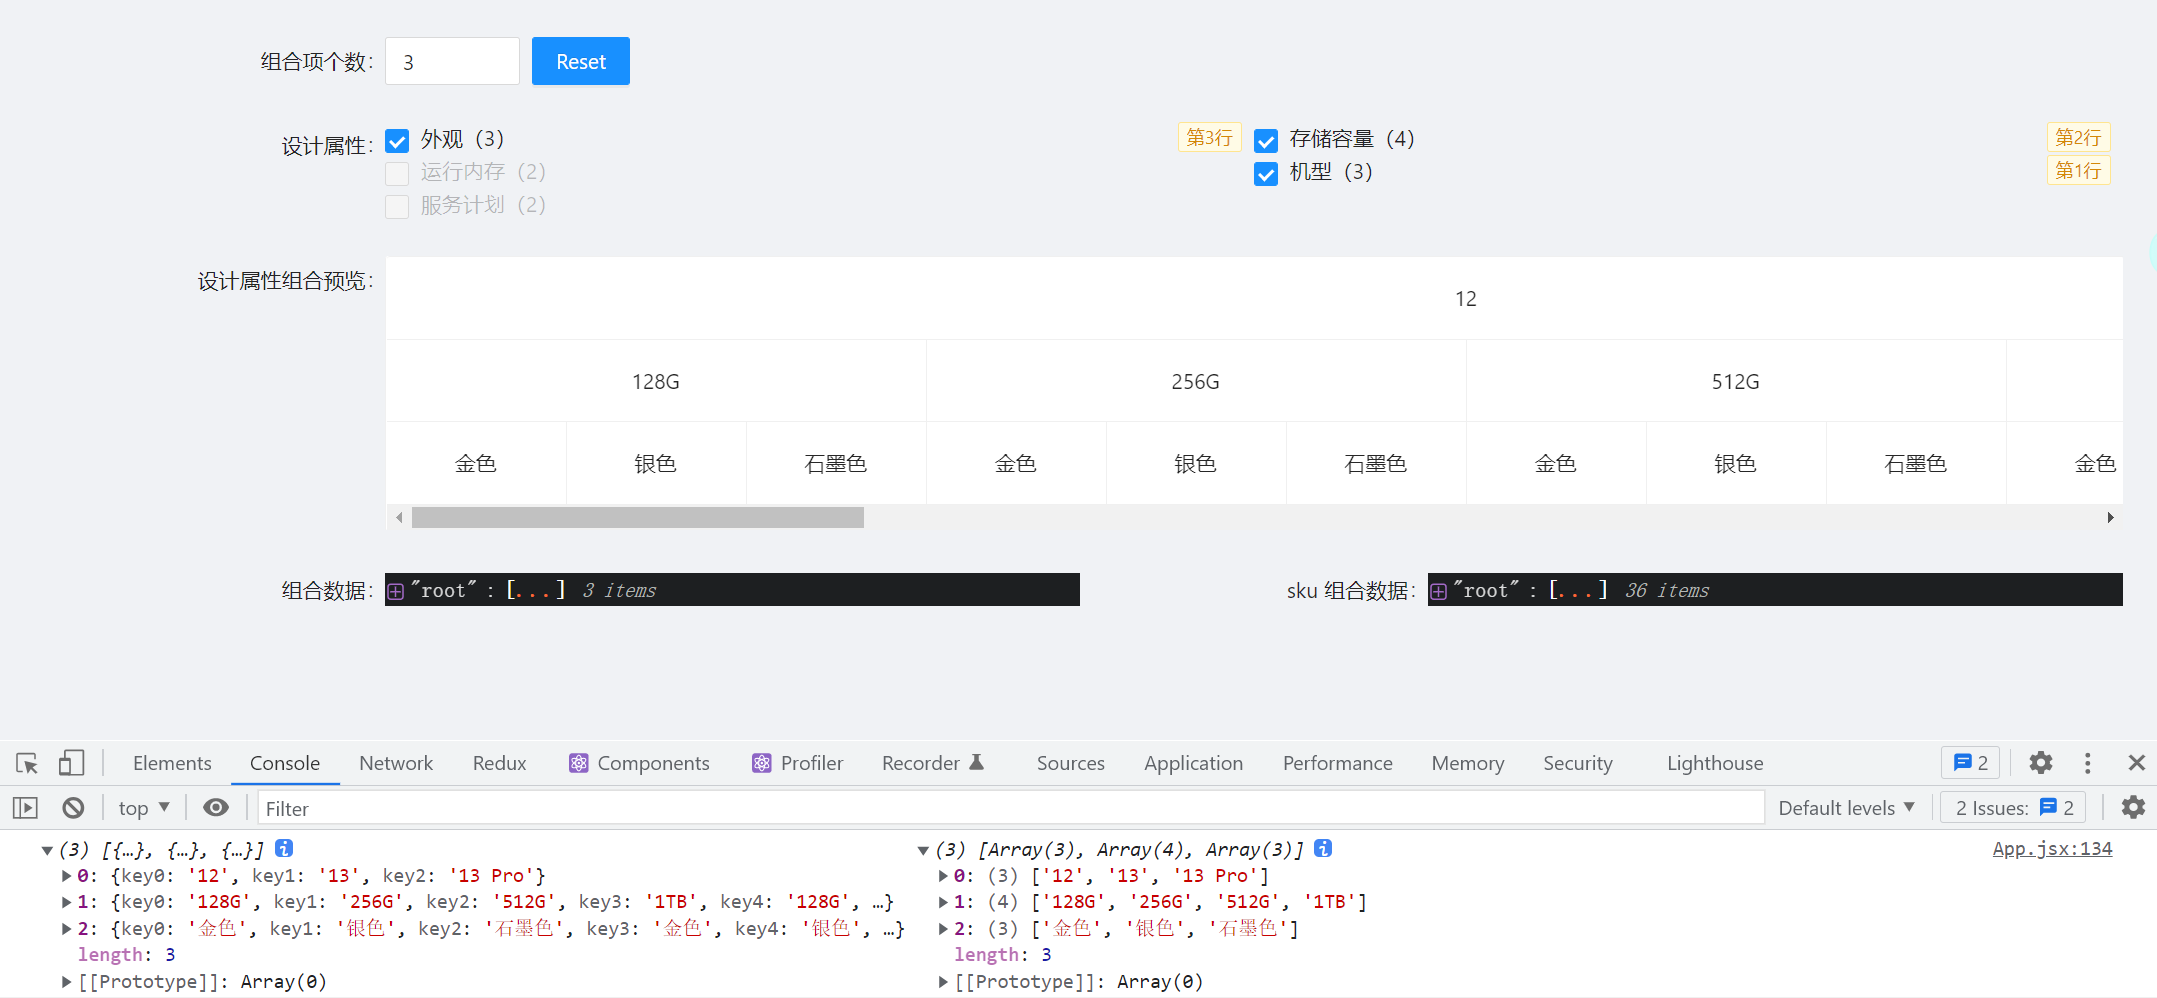 组合项个数： 3 Reset
设计属性： 外观（3） 第3行 存储容量（4） 第2行
运行内存（2） 机型（3） 第1行
服务计划（2）
设计属性组合预览：
12
128G 256G 512G
金色 银色 石墨色 金色 银色 石墨色 金色 银色 石墨色 金色
组合数据： "root" : [...] 3 items sku 组合数据： "root" : [...] 36 items
Elements Console Network Redux Components Profiler Recorder Sources Application Performance Memory Security Lighthouse 2
top Filter Default levels 2 Issues: 2
(3) [{…}, {…}, {…}] (3) [Array(3), Array(4), Array(3)] App.jsx:134
0: {key0: '12', key1: '13', key2: '13 Pro'} 0: (3) ['12', '13', '13 Pro']
1: {key0: '128G', key1: '256G', key2: '512G', key3: '1TB', key4: '128G', …} 1: (4) ['128G', '256G', '512G', '1TB']
2: {key0: '金色', key1: '银色', key2: '石墨色', key3: '金色', key4: '银色', …} 2: (3) ['金色', '银色', '石墨色']
length: 3 length: 3
[[Prototype]]: Array(0) [[Prototype]]: Array(0)